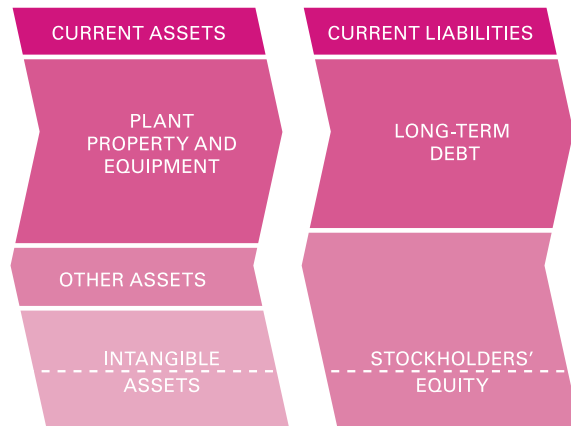 CURRENT ASSETS
PLANT
PROPERTY AND
EQUIPMENT
OTHER ASSETS
INTANGIBLE
ASSETS
CURRENT LIABILITIES
LONG-TERM
DEBT
STOCKHOLDERS'
EQUITY